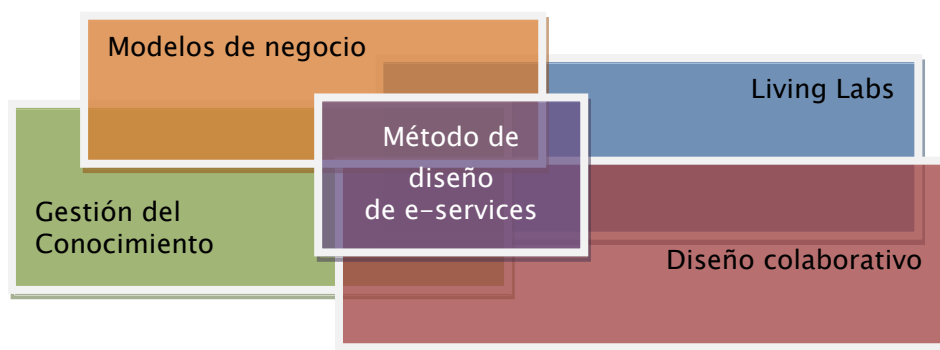 Modelos de negocio
Living Labs
Método de
diseño
de e-services
Gestión del
Conocimiento
Diseño colaborativo